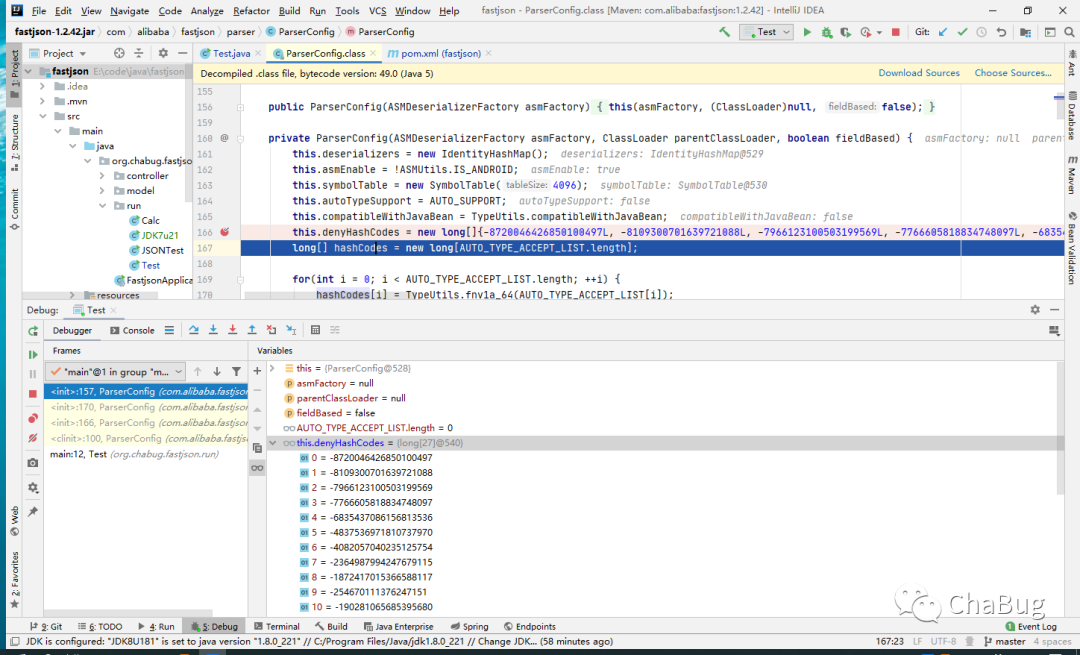 File Edit View Navigate Code Analyze Refactor Build Run Tools VCS Window Help fastjson - ParserConfig.class [Maven: com.alibaba:fastjson:1.2.42] - IntelliJ IDEA
fastjson-1.2.42.jar com alibaba fastjson parser ParserConfig ParserConfig Test Git:
Project Test.java ParserConfig.class pom.xml (fastjson)
Decompiled .class file, bytecode version: 49.0 (Java 5) Download Sources Choose Sources...
fastjson E:\code\java\fastjson
.idea
.mvn
src
main
java
org.chabug.fastjso
controller
model
run
Calc
JDK7u21
JSONTest
Test
FastjsonApplica
resources
155
156 public ParserConfig(ASMDeserializerFactory asmFactory) { this(asmFactory, (ClassLoader)null, fieldBased: false); }
159
160 @ private ParserConfig(ASMDeserializerFactory asmFactory, ClassLoader parentClassLoader, boolean fieldBased) { asmFactory: null parent
161 this.deserializers = new IdentityHashMap(); deserializers: IdentityHashMap@529
162 this.asmEnable = !ASMUtils.IS_ANDROID; asmEnable: true
163 this.symbolTable = new SymbolTable( tableSize: 4096); symbolTable: SymbolTable@530
164 this.autoTypeSupport = AUTO_SUPPORT; autoTypeSupport: false
165 this.compatibleWithJavaBean = TypeUtils.compatibleWithJavaBean; compatibleWithJavaBean: false
166 this.denyHashCodes = new long[]{-8720046426850100497L, -8109300701639721088L, -7966123100503199569L, -7766605818834748097L, -68354
167 long[] hashCodes = new long[AUTO_TYPE_ACCEPT_LIST.length];
168
169 for(int i = 0; i < AUTO_TYPE_ACCEPT_LIST.length; ++i) {
170 hashCodes[i] = TypeUtils.fnv1a_64(AUTO_TYPE_ACCEPT_LIST[i]);
1: Project
7: Structure
Commit
Web
2: Favorites
Ant
Database
Maven
Bean Validation
Debug: Test
Debugger Console
Frames Variables
"main"@1 in group "m...
<init>:157, ParserConfig (com.alibaba.fastjson
<init>:170, ParserConfig (com.alibaba.fastjson
<init>:166, ParserConfig (com.alibaba.fastjson
<clinit>:100, ParserConfig (com.alibaba.fastjs
main:12, Test (org.chabug.fastjson.run)
this = {ParserConfig@528}
asmFactory = null
parentClassLoader = null
fieldBased = false
AUTO_TYPE_ACCEPT_LIST.length = 0
this.denyHashCodes = {long[27]@540}
0 = -8720046426850100497
1 = -8109300701639721088
2 = -7966123100503199569
3 = -7766605818834748097
4 = -6835437086156813536
5 = -4837536971810737970
6 = -4082057040235125754
7 = -2364987994247679115
8 = -1872417015366588117
9 = -254670111376247151
10 = -190281065685395680
ChaBug
9: Git 6: TODO 4: Run 5: Debug Terminal Build Java Enterprise Spring Endpoints Event Log
JDK is configured: "JDK8U181" is set to java version "1.8.0_221" // C:/Program Files/Java/jdk1.8.0_221 // Change JDK... (58 minutes ago) 167:23 LF UTF-8 master 4 spaces